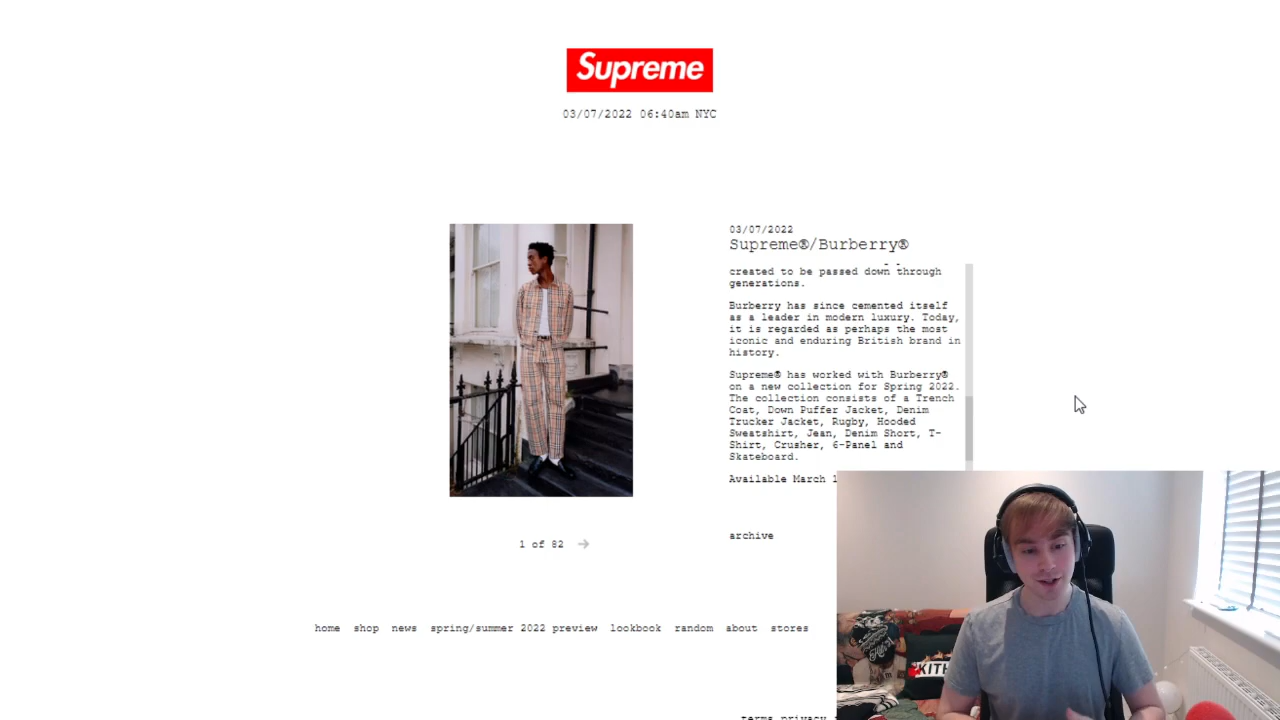 Supreme
03/07/2022 06:40am NYC
03/07/2022
Supreme®/Burberry®
created to be passed down through
generations.
Burberry has since cemented itself
as a leader in modern luxury. Today,
it is regarded as perhaps the most
iconic and enduring British brand in
history.
Supreme® has worked with Burberry®
on a new collection for Spring 2022.
The collection consists of a Trench
Coat, Down Puffer Jacket, Denim
Trucker Jacket, Rugby, Hooded
Sweatshirt, Jean, Denim Short, T-
Shirt, Crusher, 6-Panel and
Skateboard.
Available March
1 of 82
archive
home shop news spring/summer 2022 preview lookbook random about stores
KITH
terms privacy